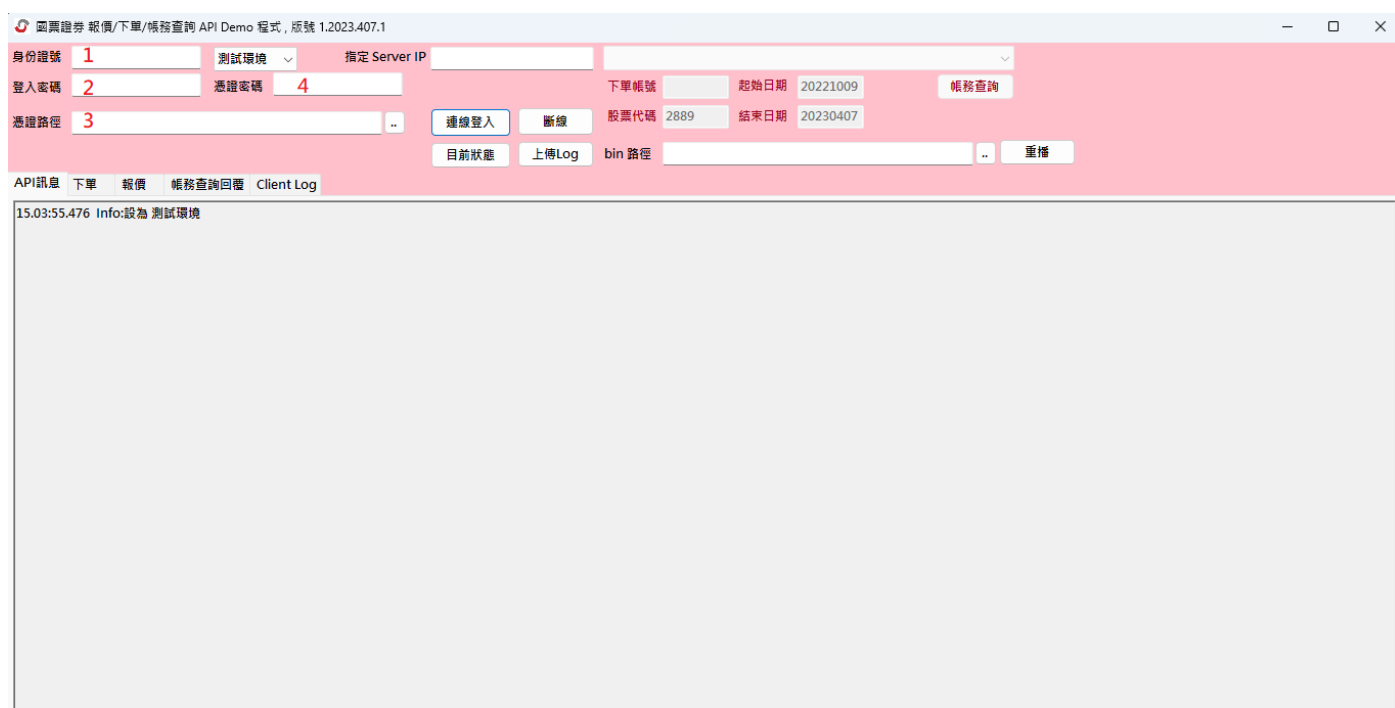 國票證券 報價/下單/帳務查詢 API Demo 程式 , 版號 1.2023.407.1
身份證號 1 測試環境 指定 Server IP
登入密碼 2 憑證密碼 4 下單帳號 起始日期 20221009 帳務查詢
憑證路徑 3 .. 連線登入 斷線 股票代碼 2889 結束日期 20230407
目前狀態 上傳Log bin 路徑 .. 重播
API訊息 下單 報價 帳務查詢回覆 Client Log
15.03:55.476 Info:設為 測試環境